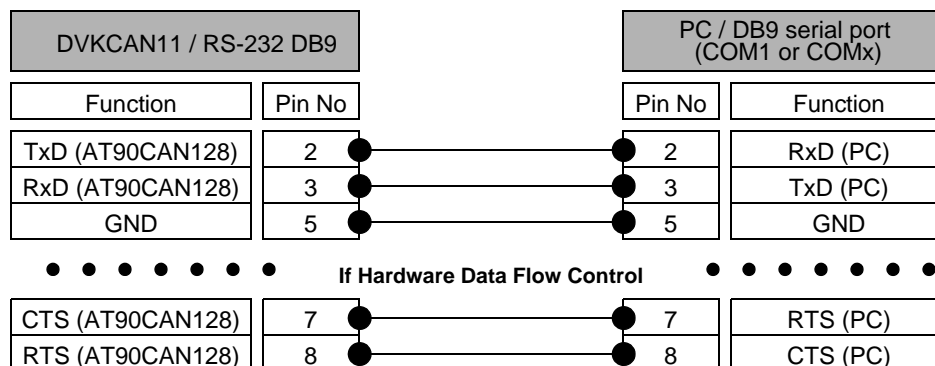 DVKCAN11 / RS-232 DB9 PC / DB9 serial port
(COM1 or COMx)
Function Pin No Pin No Function
TxD (AT90CAN128) 2 2 RxD (PC)
RxD (AT90CAN128) 3 3 TxD (PC)
GND 5 5 GND
If Hardware Data Flow Control
CTS (AT90CAN128) 7 7 RTS (PC)
RTS (AT90CAN128) 8 8 CTS (PC)